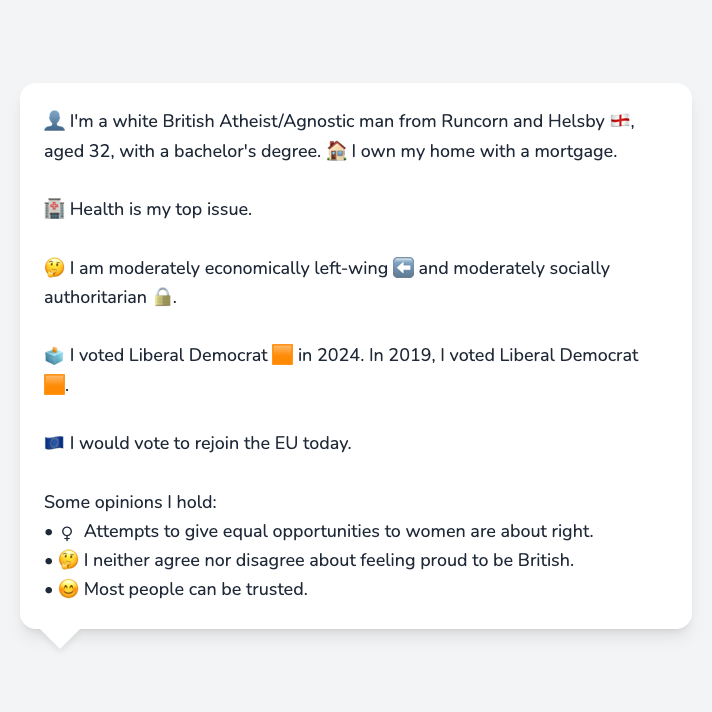 👤 I'm a white British Atheist/Agnostic man from Runcorn and Helsby 🏴󠁧󠁢󠁥󠁮󠁧󠁿,
aged 32, with a bachelor's degree. 🏠 I own my home with a mortgage.
🏥 Health is my top issue.
🤔 I am moderately economically left-wing ⬅️ and moderately socially
authoritarian 🔒.
🗳️ I voted Liberal Democrat 🟧 in 2024. In 2019, I voted Liberal Democrat
🟧.
🇪🇺 I would vote to rejoin the EU today.
Some opinions I hold:
• ♀ Attempts to give equal opportunities to women are about right.
• 🤔 I neither agree nor disagree about feeling proud to be British.
• 😊 Most people can be trusted.